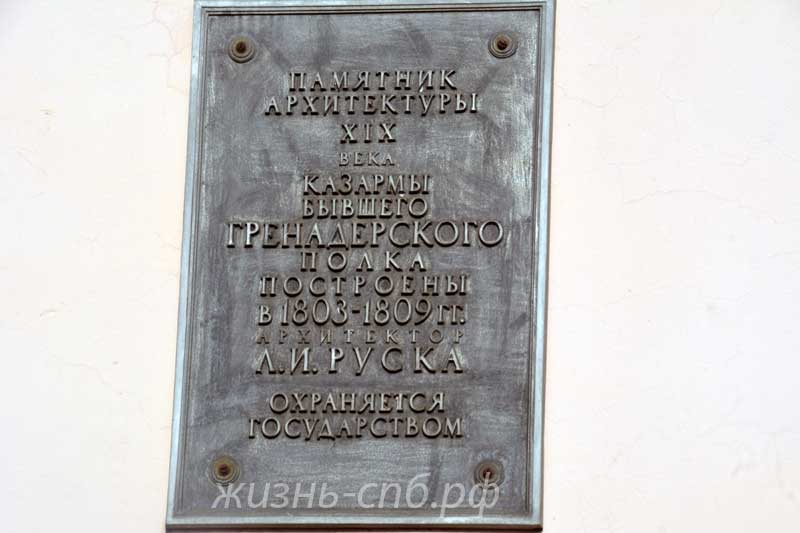 ПАМЯТНИК
АРХИТЕКТУРЫ
XIX
ВЕКА
КАЗАРМЫ
БЫВШЕГО
ГРЕНАДЕРСКОГО
ПОЛКА
ПОСТРОЕНЫ
В 1803-1809 ГГ.
АРХИТЕКТОР
Л.И. РУСКА
ОХРАНЯЕТСЯ
ГОСУДАРСТВОМ
жизнь-спб.рф